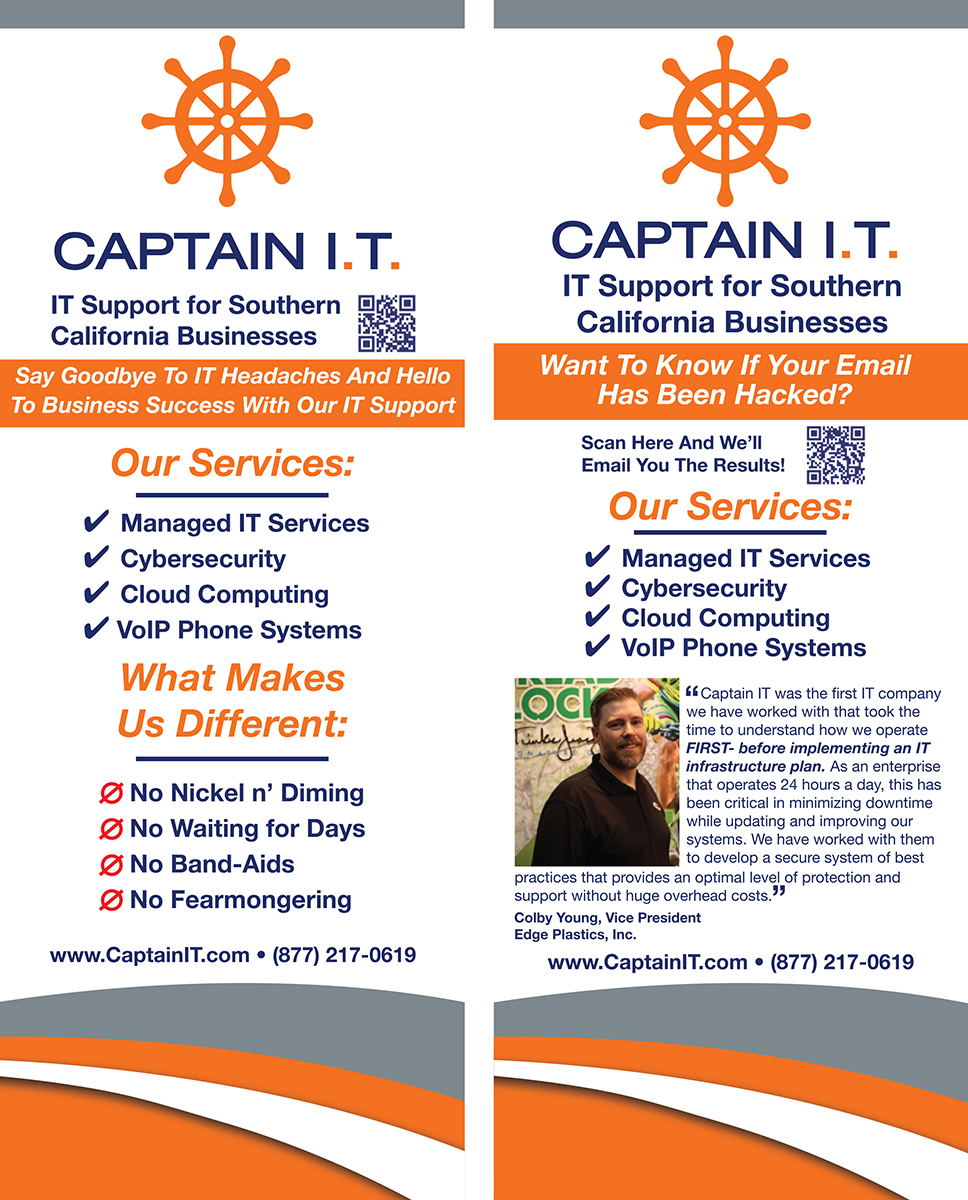 CAPTAIN I.T.
IT Support for Southern
California Businesses
Say Goodbye To IT Headaches And Hello
To Business Success With Our IT Support
Our Services:
✔ Managed IT Services
✔ Cybersecurity
✔ Cloud Computing
✔ VoIP Phone Systems
What Makes
Us Different:
No Nickel n’ Diming
No Waiting for Days
No Band-Aids
No Fearmongering
www.CaptainIT.com • (877) 217-0619
CAPTAIN I.T.
IT Support for Southern
California Businesses
Want To Know If Your Email
Has Been Hacked?
Scan Here And We’ll
Email You The Results!
Our Services:
✔ Managed IT Services
✔ Cybersecurity
✔ Cloud Computing
✔ VoIP Phone Systems
“Captain IT was the first IT company
we have worked with that took the
time to understand how we operate
FIRST- before implementing an IT
infrastructure plan. As an enterprise
that operates 24 hours a day, this has
been critical in minimizing downtime
while updating and improving our
systems. We have worked with them
to develop a secure system of best
practices that provides an optimal level of protection and
support without huge overhead costs.”
Colby Young, Vice President
Edge Plastics, Inc.
www.CaptainIT.com • (877) 217-0619